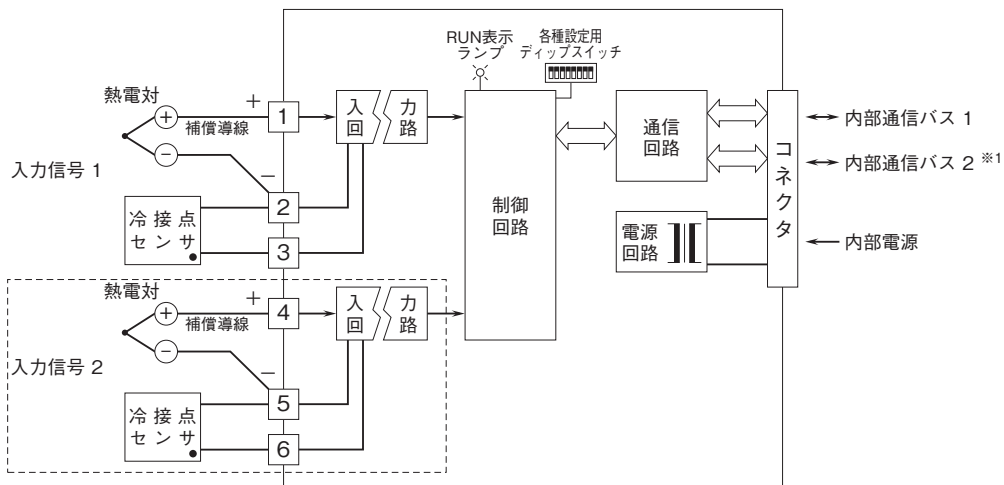 RUN表示
ランプ
各種設定用
ディップスイッチ
熱電対
+
+
補償導線
1
入 力
回 路
入力信号 1
−
−
2
冷 接 点
セ ン サ
3
制御
回路
通信
回路
コネクタ
内部通信バス 1
内部通信バス 2 ※1
電源
回路
内部電源
熱電対
+
+
補償導線
4
入 力
回 路
入力信号 2
−
−
5
冷 接 点
セ ン サ
6